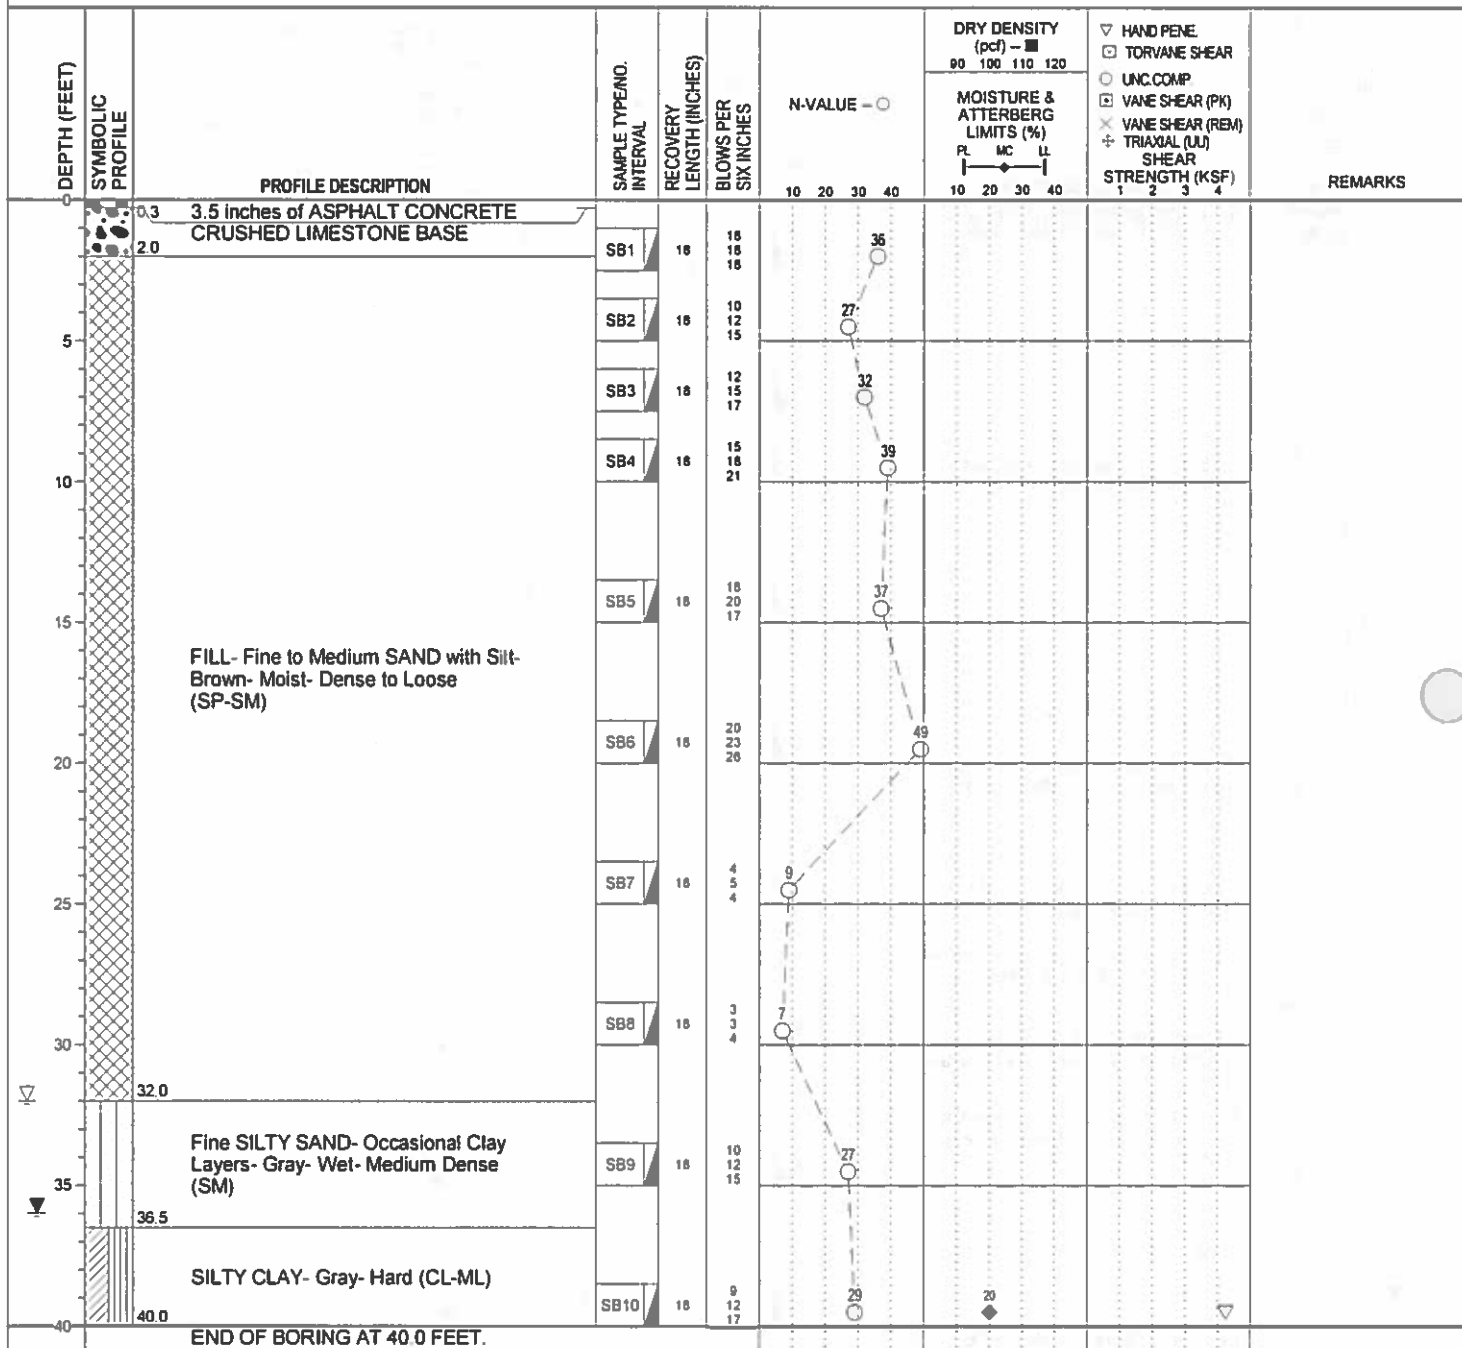 DEPTH (FEET)
SYMBOLIC
PROFILE
PROFILE DESCRIPTION
SAMPLE TYPE/NO.
INTERVAL
RECOVERY
LENGTH (INCHES)
BLOWS PER
SIX INCHES
N-VALUE –
10 20 30 40
DRY DENSITY
(pcf) –
90 100 110 120
MOISTURE &
ATTERBERG
LIMITS (%)
PL MC LL
10 20 30 40
HAND PENE.
TORVANE SHEAR
UNC.COMP.
VANE SHEAR (PK)
VANE SHEAR (REM)
TRIAXIAL (UU)
SHEAR
STRENGTH (KSF)
1 2 3 4
REMARKS
0
0.3 3.5 inches of ASPHALT CONCRETE
CRUSHED LIMESTONE BASE
2.0
SB1 18
18
18
18
36
SB2 18
10
12
15
27
5
SB3 18
12
15
17
32
SB4 18
15
18
21
39
10
SB5 18
18
20
17
37
15
FILL- Fine to Medium SAND with Silt-
Brown- Moist- Dense to Loose
(SP-SM)
SB6 18
20
23
26
49
20
SB7 18
4
5
4
9
25
SB8 18
3
3
4
7
30
32.0
Fine SILTY SAND- Occasional Clay
Layers- Gray- Wet- Medium Dense
(SM)
SB9 18
10
12
15
27
35
36.5
SILTY CLAY- Gray- Hard (CL-ML)
SB10 18
9
12
17
29
20
40.0
40
END OF BORING AT 40.0 FEET.